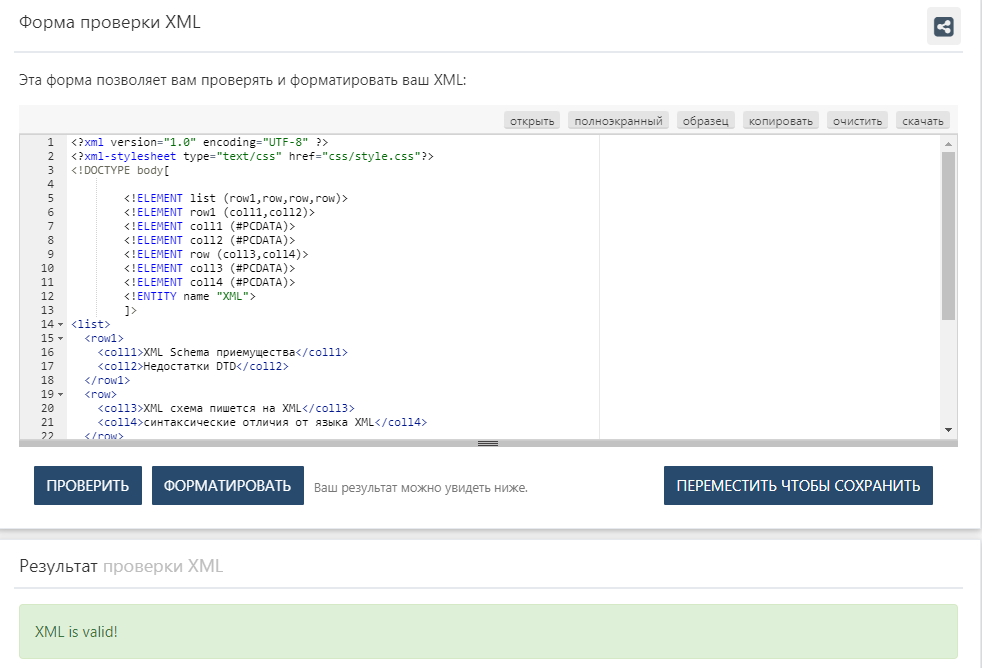 Форма проверки XML
Эта форма позволяет вам проверять и форматировать ваш XML:
открыть полноэкранный образец копировать очистить скачать
1 <?xml version="1.0" encoding="UTF-8" ?>
2 <?xml-stylesheet type="text/css" href="css/style.css"?>
3 <!DOCTYPE body[
4
5 <!ELEMENT list (row1,row,row,row)>
6 <!ELEMENT row1 (coll1,coll2)>
7 <!ELEMENT coll1 (#PCDATA)>
8 <!ELEMENT coll2 (#PCDATA)>
9 <!ELEMENT row (coll3,coll4)>
10 <!ELEMENT coll3 (#PCDATA)>
11 <!ELEMENT coll4 (#PCDATA)>
12 <!ENTITY name "XML">
13 ]>
14 <list>
15 <row1>
16 <coll1>XML Schema приемущества</coll1>
17 <coll2>Недостатки DTD</coll2>
18 </row1>
19 <row>
20 <coll3>XML схема пишется на XML</coll3>
21 <coll4>синтаксические отличия от языка XML</coll4>
22 </row>
ПРОВЕРИТЬ ФОРМАТИРОВАТЬ Ваш результат можно увидеть ниже. ПЕРЕМЕСТИТЬ ЧТОБЫ СОХРАНИТЬ
Результат проверки XML
XML is valid!